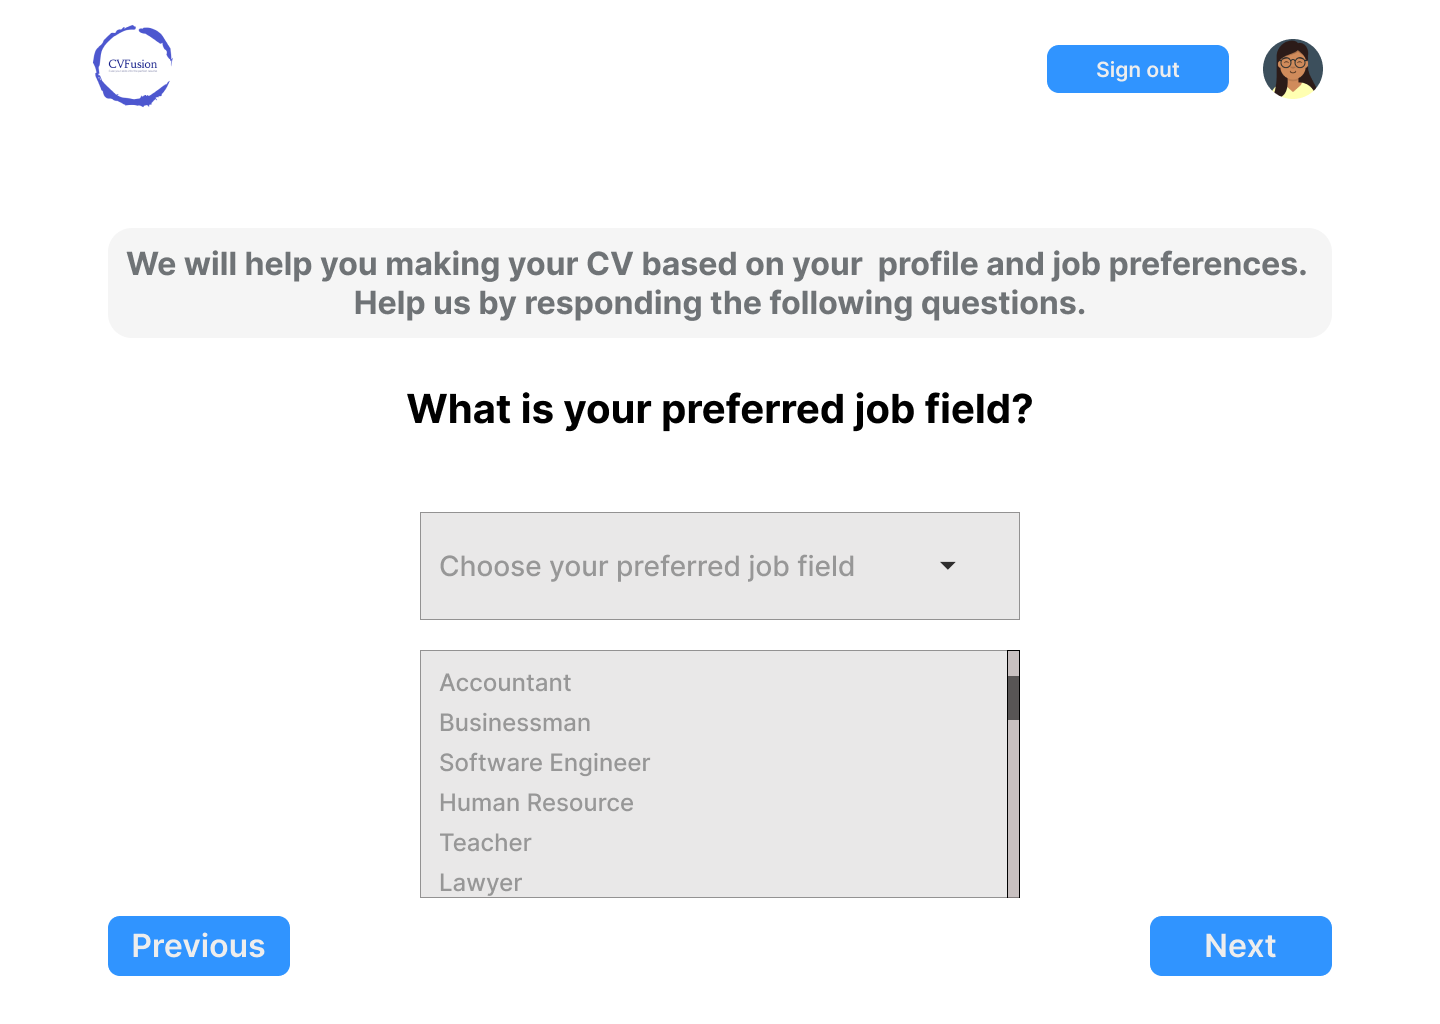 CVFusion
Sign out
We will help you making your CV based on your  profile and job preferences.
Help us by responding the following questions.
What is your preferred job field?
Choose your preferred job field
Accountant
Businessman
Software Engineer
Human Resource
Teacher
Lawyer
Previous
Next